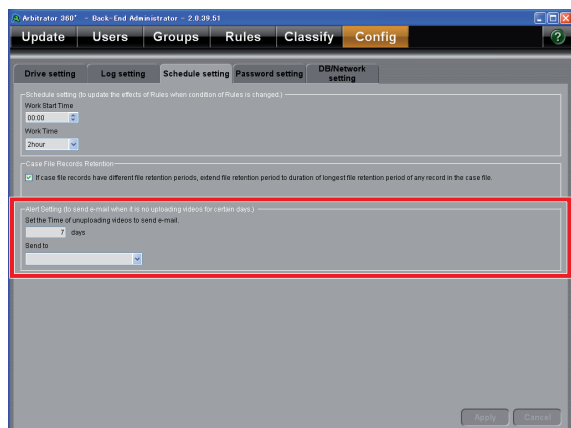 Arbitrator 360° - Back-End Administrator - 2.0.39.51
Update Users Groups Rules Classify Config ?
Drive setting Log setting Schedule setting Password setting DB/Network setting
Schedule setting (to update the effects of Rules when condition of Rules is changed.)
Work Start Time
00:00
Work Time
2hour
Case File Records Retention
If case file records have different file retention periods, extend file retention period to duration of longest file retention period of any record in the case file.
Alert Setting (to send e-mail when it is no uploading videos for certain days.)
Set the Time of unuploading videos to send e-mail.
7 days
Send to
Apply Cancel